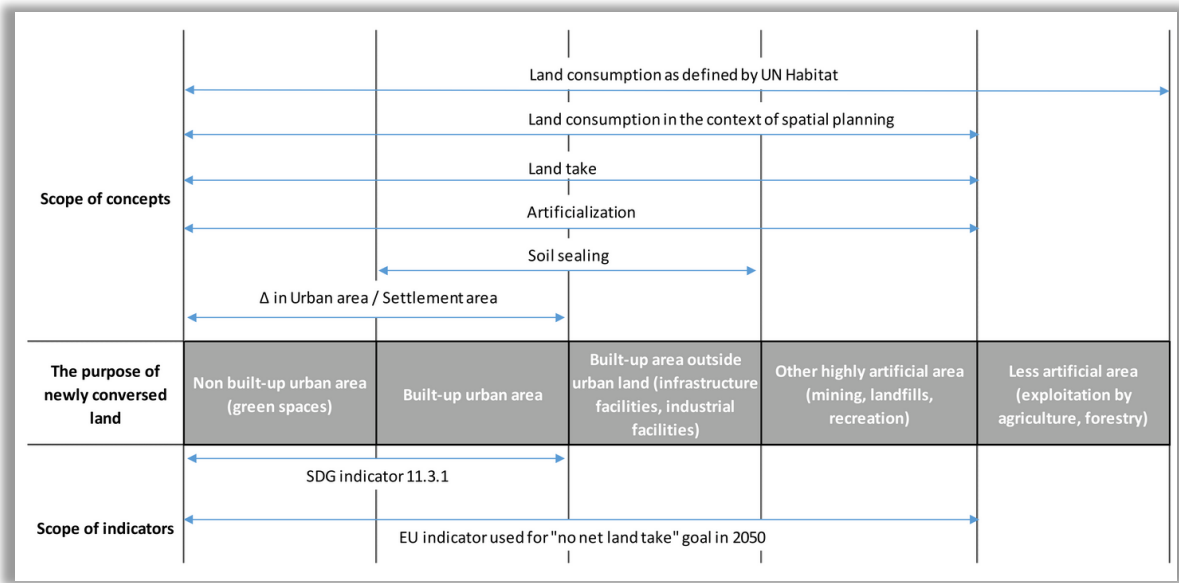 Land consumption as defined by UN Habitat
Land consumption in the context of spatial planning
Land take
Scope of concepts
Artificialization
Soil sealing
Δ in Urban area / Settlement area
The purpose of
newly conversed
land
Non built-up urban area
(green spaces)
Built-up urban area
Built-up area outside
urban land (infrastructure
facilities, industrial
facilities)
Other highly artificial area
(mining, landfills,
recreation)
Less artificial area
(exploitation by
agriculture, forestry)
SDG indicator 11.3.1
Scope of indicators
EU indicator used for "no net land take" goal in 2050